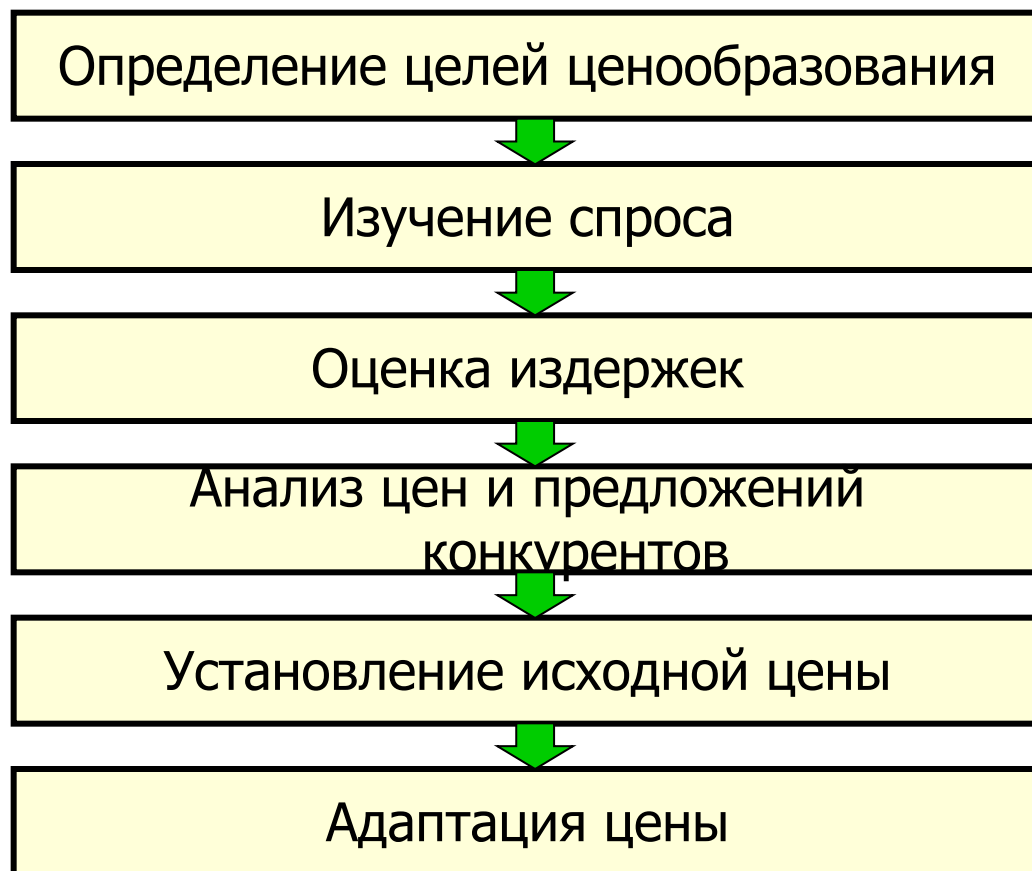 Определение целей ценообразования
Изучение спроса
Оценка издержек
Анализ цен и предложений
конкурентов
Установление исходной цены
Адаптация цены